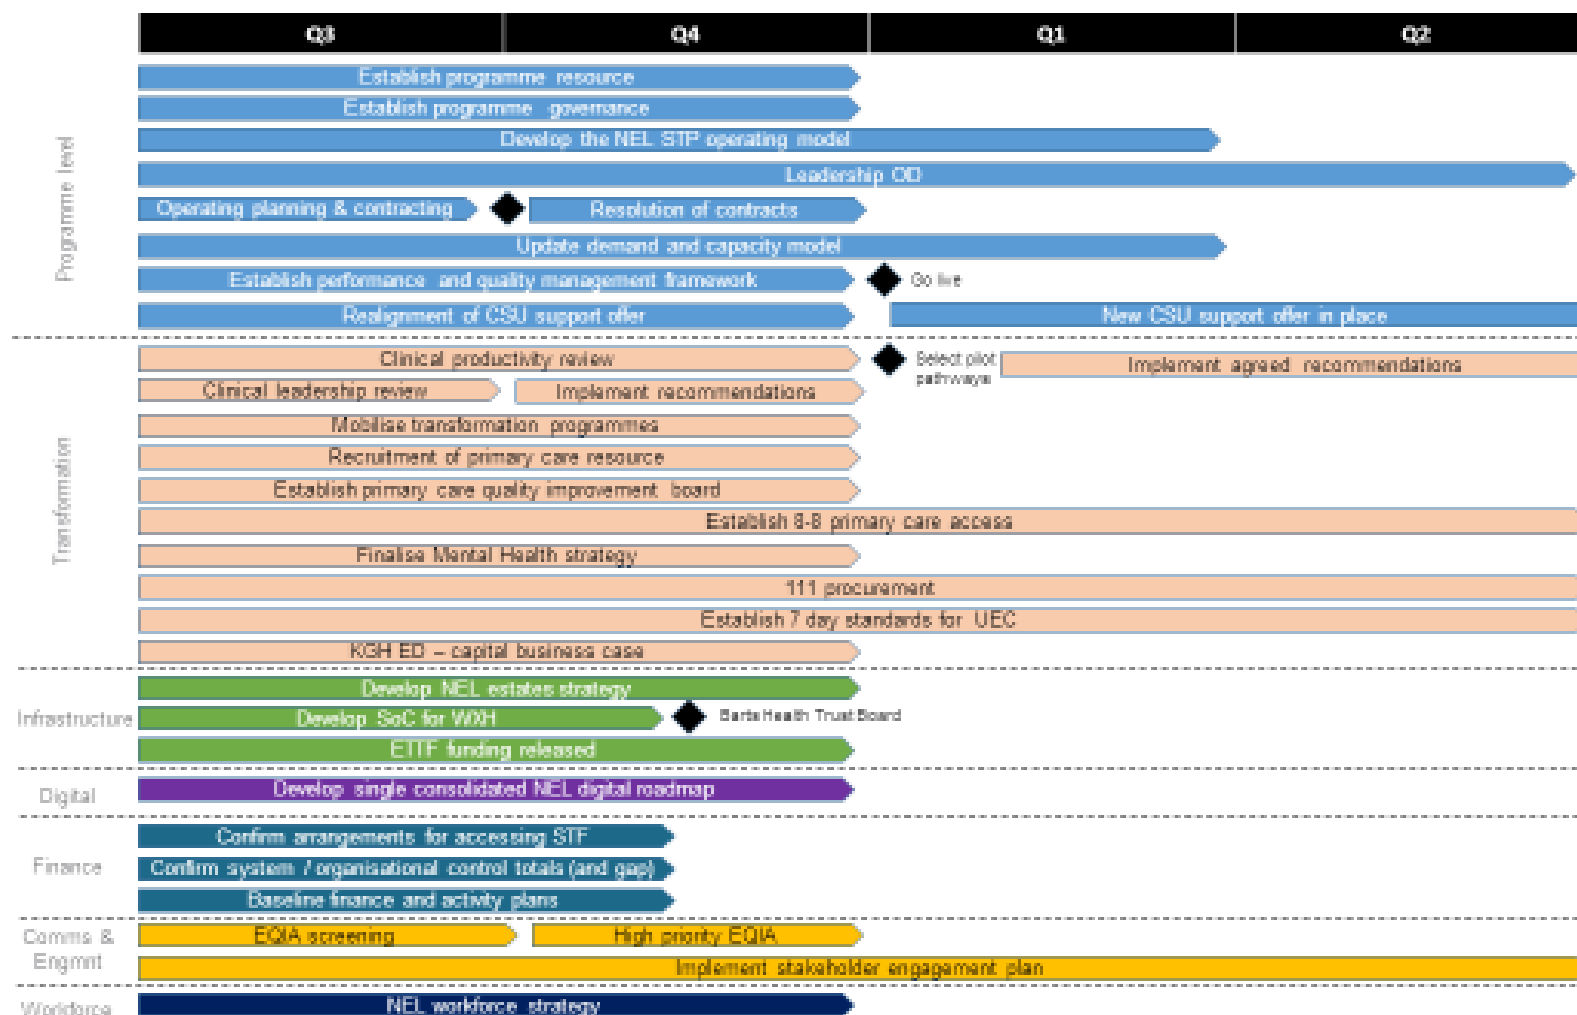 Q3 Q4 Q1 Q2
Programme level
Establish programme resource
Establish programme governance
Develop the NEL STP operating model
Leadership OD
Operating planning & contracting
Resolution of contracts
Update demand and capacity model
Establish performance and quality management framework
Go live
Realignment of CSU support offer
New CSU support offer in place
Transformation
Clinical productivity review
Select pilot
pathways
Implement agreed recommendations
Clinical leadership review
Implement recommendations
Mobilise transformation programmes
Recruitment of primary care resource
Establish primary care quality improvement board
Establish 8-8 primary care access
Finalise Mental Health strategy
111 procurement
Establish 7 day standards for UEC
KGH ED – capital business case
Infrastructure
Develop NEL estates strategy
Develop SoC for WXH
Barts Health Trust Board
ETTF funding released
Digital
Develop single consolidated NEL digital roadmap
Finance
Confirm arrangements for accessing STF
Confirm system / organisational control totals (and gap)
Baseline finance and activity plans
Comms &
Engmnt
EQIA screening
High priority EQIA
Implement stakeholder engagement plan
Workforce
NEL workforce strategy